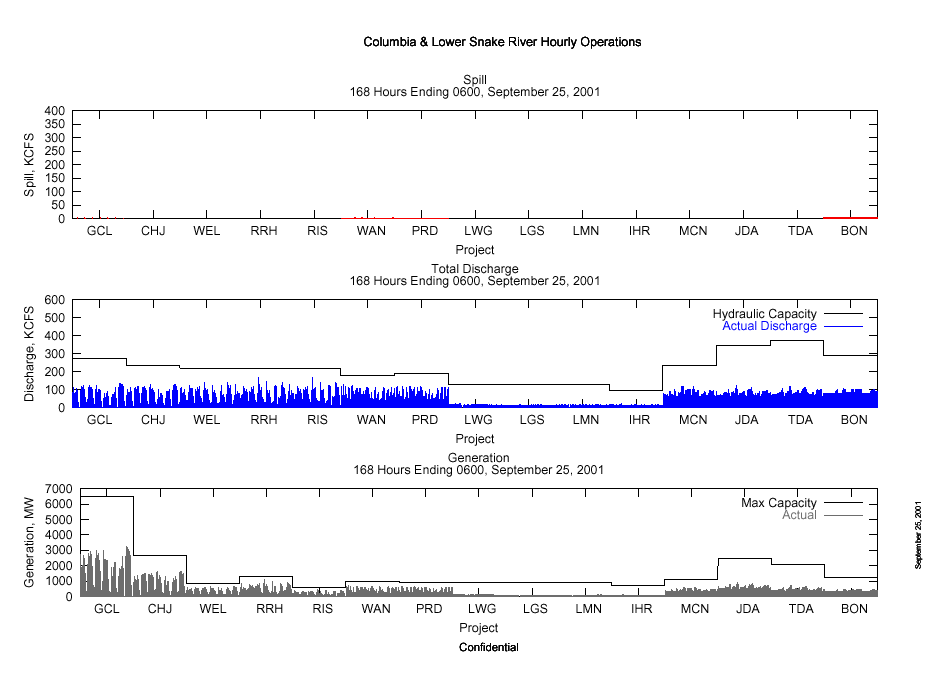 Columbia & Lower Snake River Hourly Operations
Spill
168 Hours Ending 0600, September 25, 2001
400
350
300
250
200
150
100
50
0
Spill, KCFS
GCL CHJ WEL RRH RIS WAN PRD LWG LGS LMN IHR MCN JDA TDA BON
Project
Total Discharge
168 Hours Ending 0600, September 25, 2001
600
500
400
300
200
100
0
Discharge, KCFS
Hydraulic Capacity
Actual Discharge
GCL CHJ WEL RRH RIS WAN PRD LWG LGS LMN IHR MCN JDA TDA BON
Project
Generation
168 Hours Ending 0600, September 25, 2001
7000
6000
5000
4000
3000
2000
1000
0
Generation, MW
Max Capacity
Actual
GCL CHJ WEL RRH RIS WAN PRD LWG LGS LMN IHR MCN JDA TDA BON
Project
Confidential
September 25, 2001